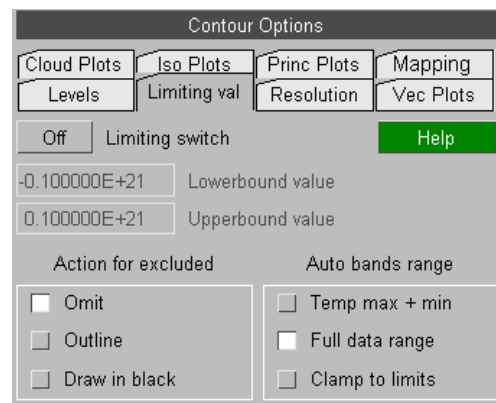 Contour Options
Cloud Plots Iso Plots Princ Plots Mapping
Levels Limiting val Resolution Vec Plots
Off Limiting switch Help
-0.100000E+21 Lowerbound value
0.100000E+21 Upperbound value
Action for excluded Auto bands range
Omit Temp max + min
Outline Full data range
Draw in black Clamp to limits